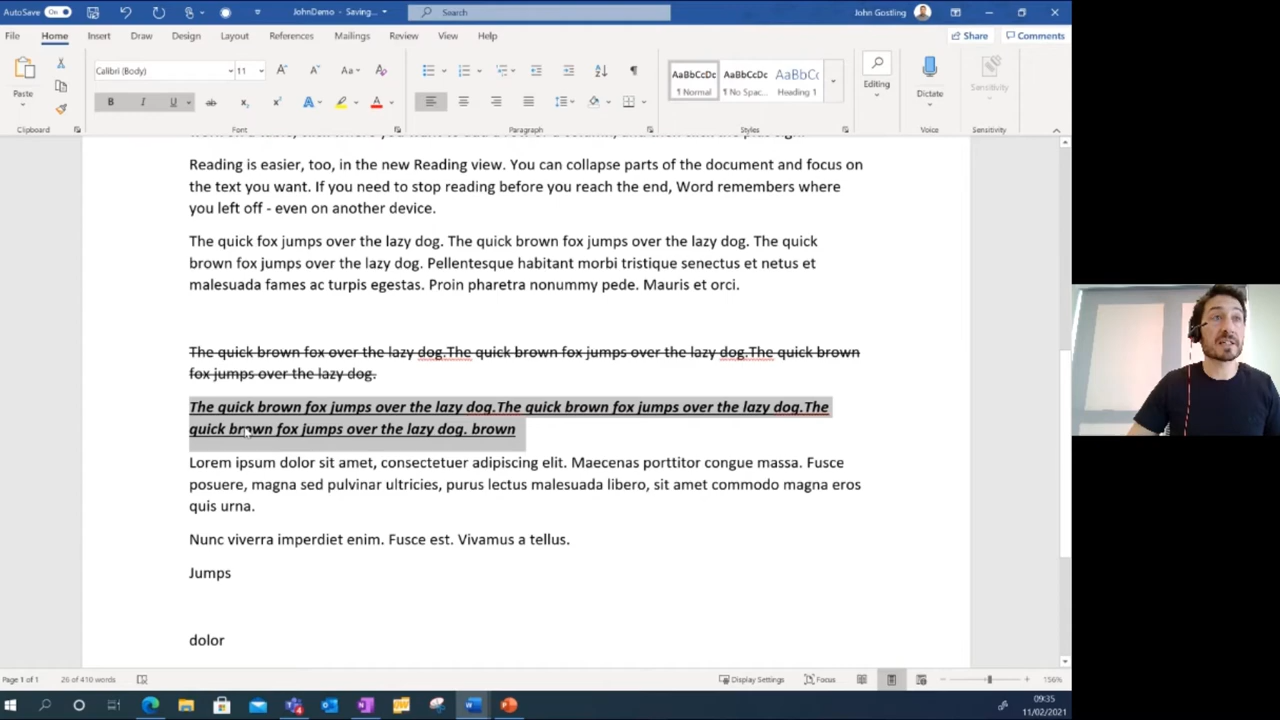 AutoSave On JohnDemo - Saving... Search John Gostling
File Home Insert Draw Design Layout References Mailings Review View Help Share Comments
Paste Calibri (Body) 11 A A Aa A AaBbCcDc AaBbCcDc AaBbCc Editing Dictate Sensitivity
B I U ab x x A A ¶ Normal ¶ No Spac... Heading 1
Clipboard Font Paragraph Styles Voice Sensitivity
Reading is easier, too, in the new Reading view. You can collapse parts of the document and focus on
the text you want. If you need to stop reading before you reach the end, Word remembers where
you left off - even on another device.
The quick fox jumps over the lazy dog. The quick brown fox jumps over the lazy dog. The quick
brown fox jumps over the lazy dog. Pellentesque habitant morbi tristique senectus et netus et
malesuada fames ac turpis egestas. Proin pharetra nonummy pede. Mauris et orci.
The quick brown fox over the lazy dog.The quick brown fox jumps over the lazy dog.The quick brown
fox jumps over the lazy dog.
The quick brown fox jumps over the lazy dog.The quick brown fox jumps over the lazy dog.The
quick brown fox jumps over the lazy dog. brown
Lorem ipsum dolor sit amet, consectetuer adipiscing elit. Maecenas porttitor congue massa. Fusce
posuere, magna sed pulvinar ultricies, purus lectus malesuada libero, sit amet commodo magna eros
quis urna.
Nunc viverra imperdiet enim. Fusce est. Vivamus a tellus.
Jumps
dolor
Page 1 of 1 26 of 410 words Display Settings Focus 156%
09:35
11/02/2021